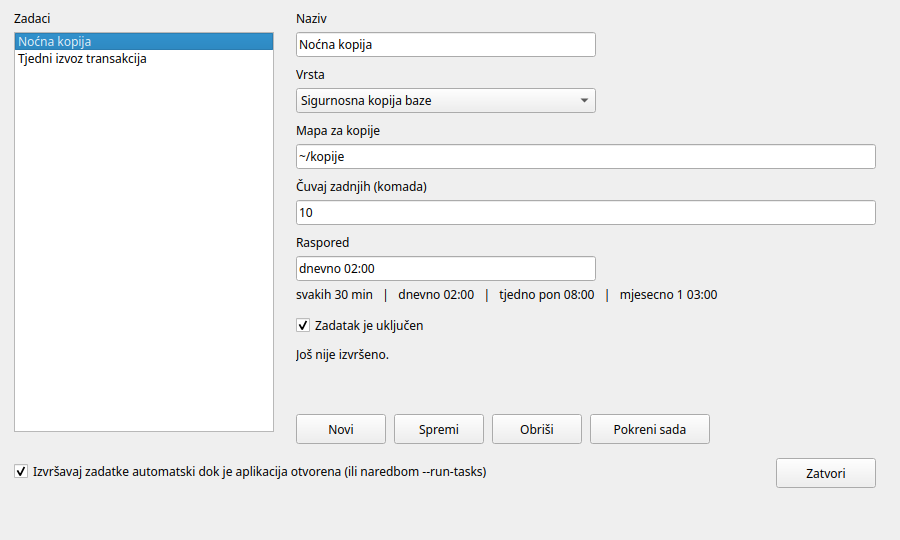 Zadaci
Noćna kopija
Tjedni izvoz transakcija
Naziv
Noćna kopija
Vrsta
Sigurnosna kopija baze
Mapa za kopije
~/kopije
Čuvaj zadnjih (komada)
10
Raspored
dnevno 02:00
svakih 30 min | dnevno 02:00 | tjedno pon 08:00 | mjesecno 1 03:00
Zadatak je uključen
Još nije izvršeno.
Novi Spremi Obriši Pokreni sada
Izvršavaj zadatke automatski dok je aplikacija otvorena (ili naredbom --run-tasks)
Zatvori